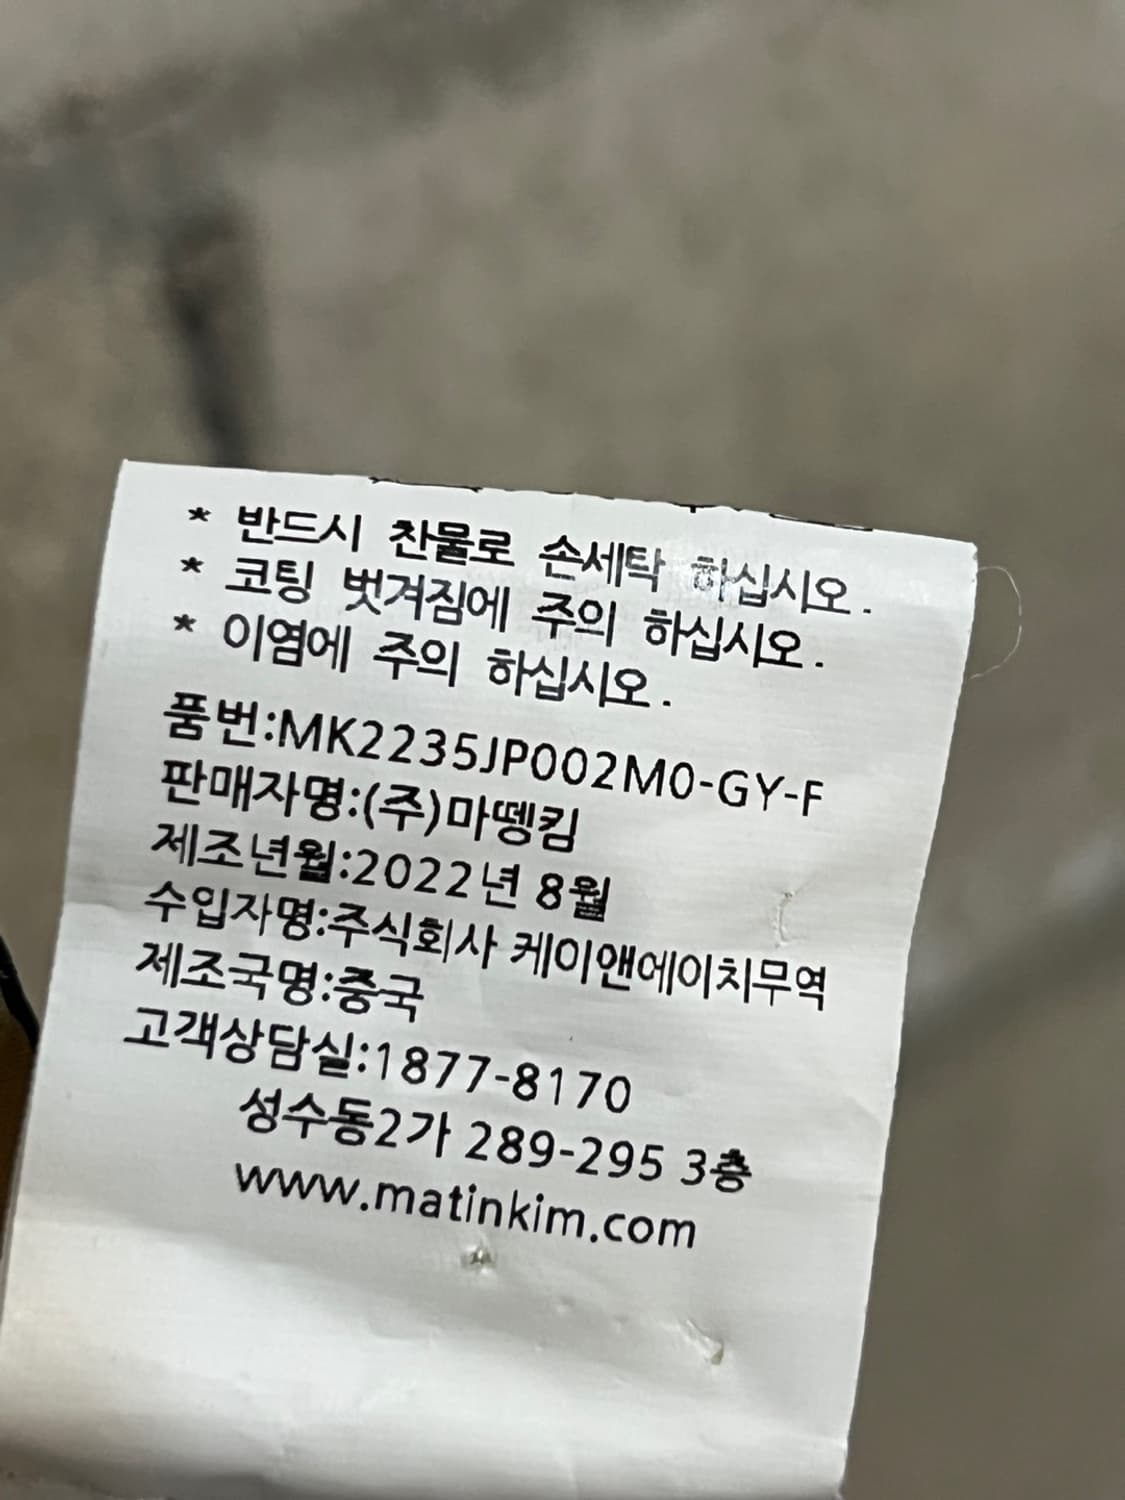 * 반드시 찬물로 손세탁 하십시오.
* 코팅 벗겨짐에 주의 하십시오.
* 이염에 주의 하십시오.
품번:MK2235JP002M0-GY-F
판매자명:(주)마뗑킴
제조년월:2022년 8월
수입자명:주식회사 케이앤에이치무역
제조국명:중국
고객상담실:1877-8170
성수동2가 289-295 3층
www.matinkim.com